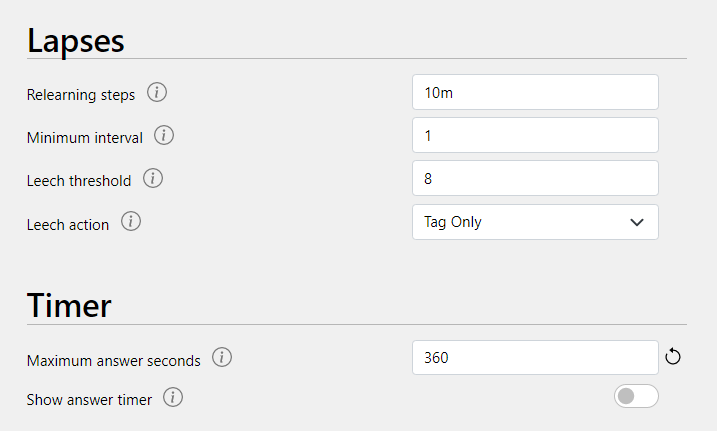 Lapses
Relearning steps 10m
Minimum interval 1
Leech threshold 8
Leech action Tag Only
Timer
Maximum answer seconds 360
Show answer timer